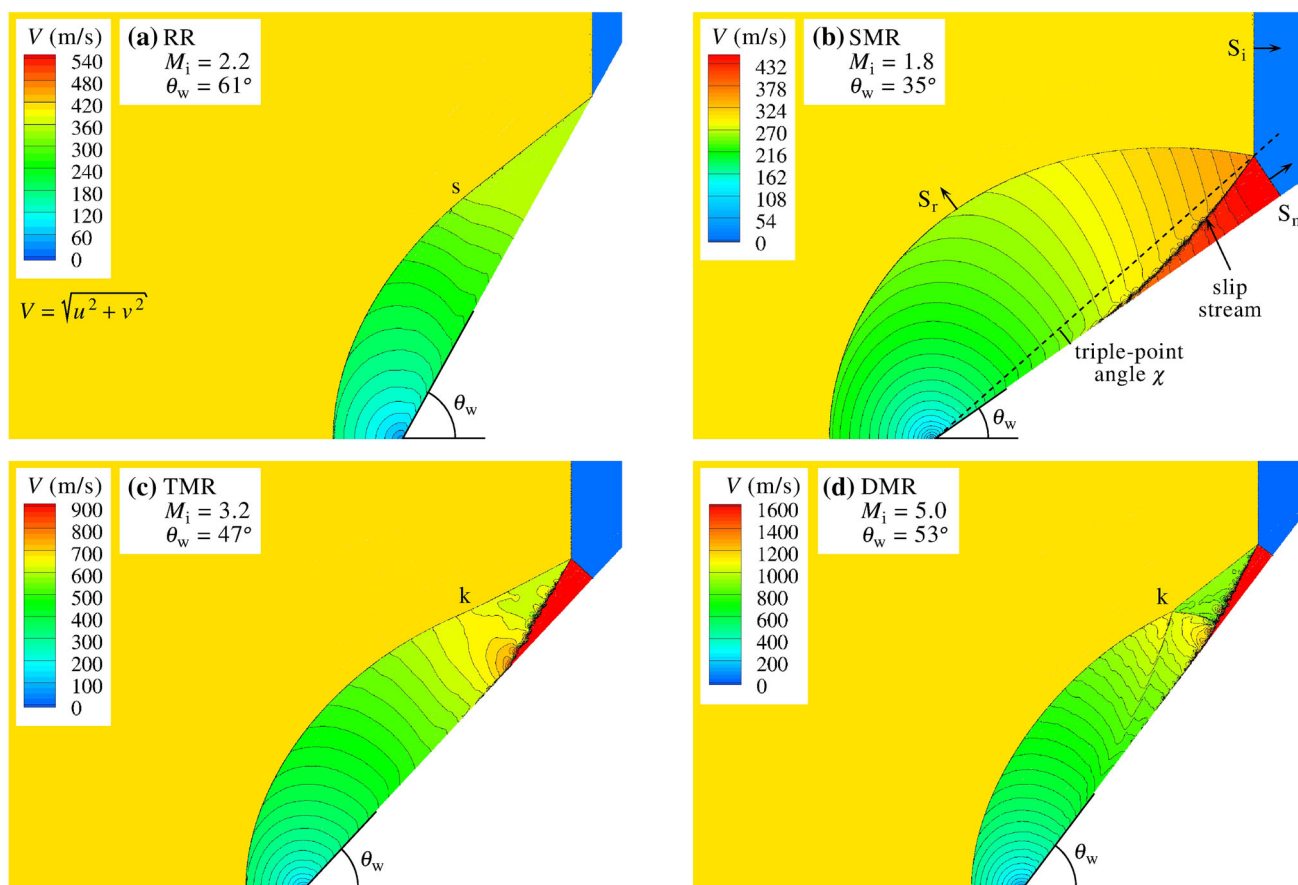 V (m/s)
540
480
420
360
300
240
180
120
60
0
(a) RR
Mi = 2.2
θw = 61°
V = √u² + v²
s
θw
V (m/s)
432
378
324
270
216
162
108
54
0
(b) SMR
Mi = 1.8
θw = 35°
Si
Sr
Sm
slip
stream
triple-point
angle χ
θw
V (m/s)
900
800
700
600
500
400
300
200
100
0
(c) TMR
Mi = 3.2
θw = 47°
k
θw
V (m/s)
1600
1400
1200
1000
800
600
400
200
0
(d) DMR
Mi = 5.0
θw = 53°
k
θw